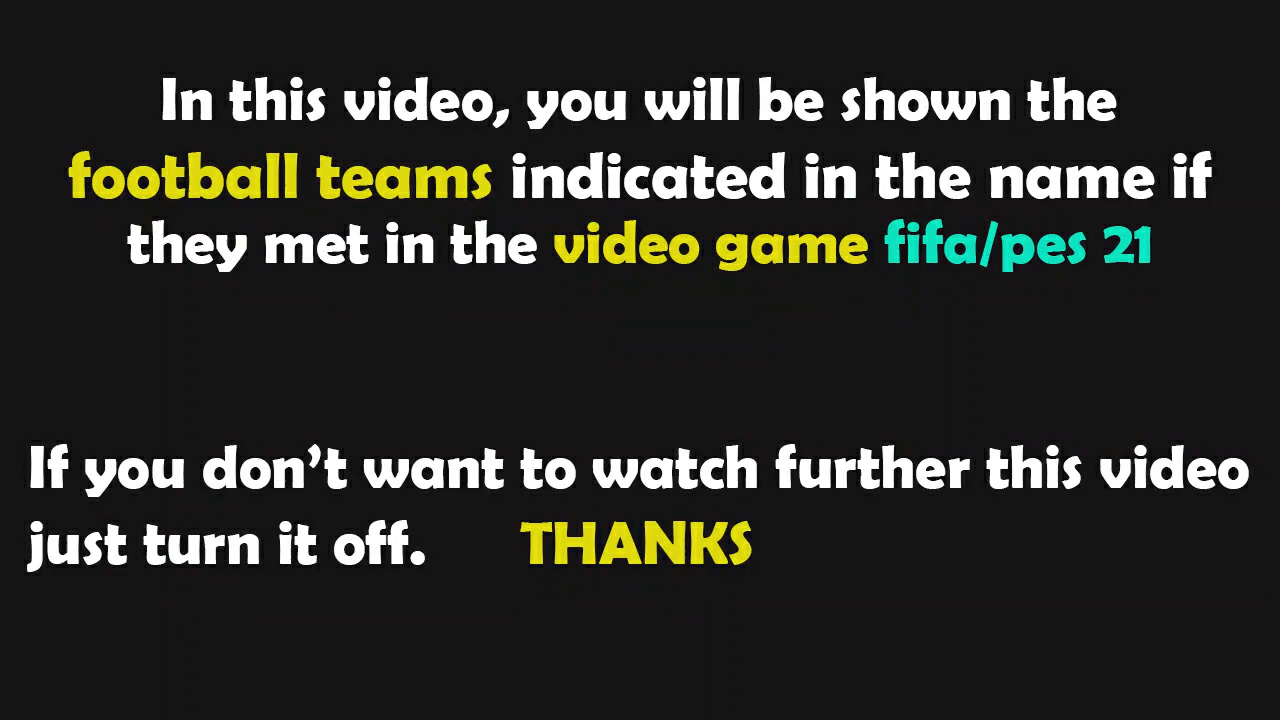 In this video, you will be shown the
football teams indicated in the name if
they met in the video game fifa/pes 21
If you don't want to watch further this video
just turn it off. THANKS